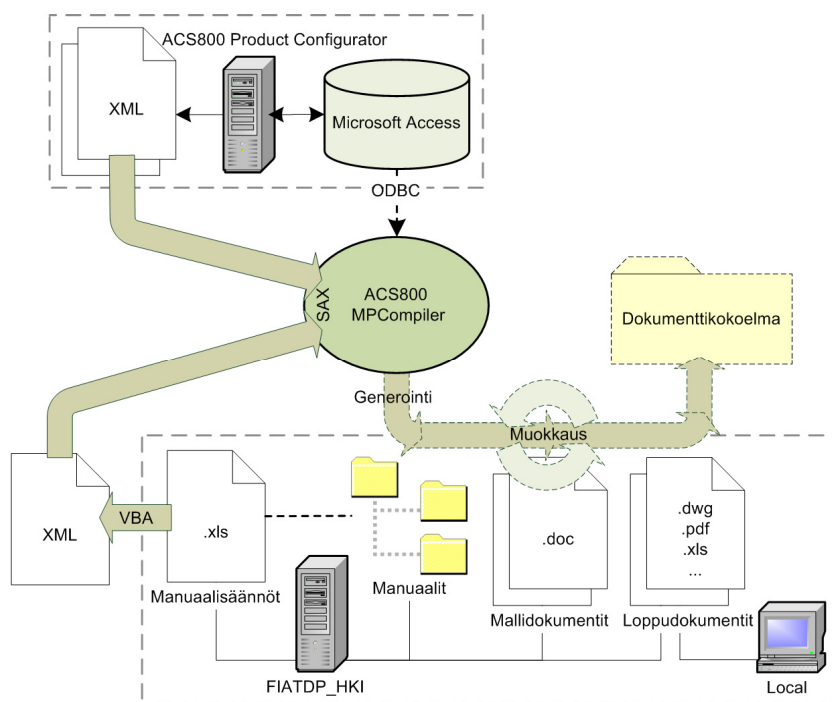 ACS800 Product Configurator
XML
Microsoft Access
ODBC
SAX
ACS800
MPCompiler
Dokumenttikokoelma
Generointi
Muokkaus
XML
VBA
.xls
.doc
.dwg
.pdf
.xls
...
Manuaalisäännöt
Manuaalit
Mallidokumentit
Loppudokumentit
FIATDP_HKI
Local